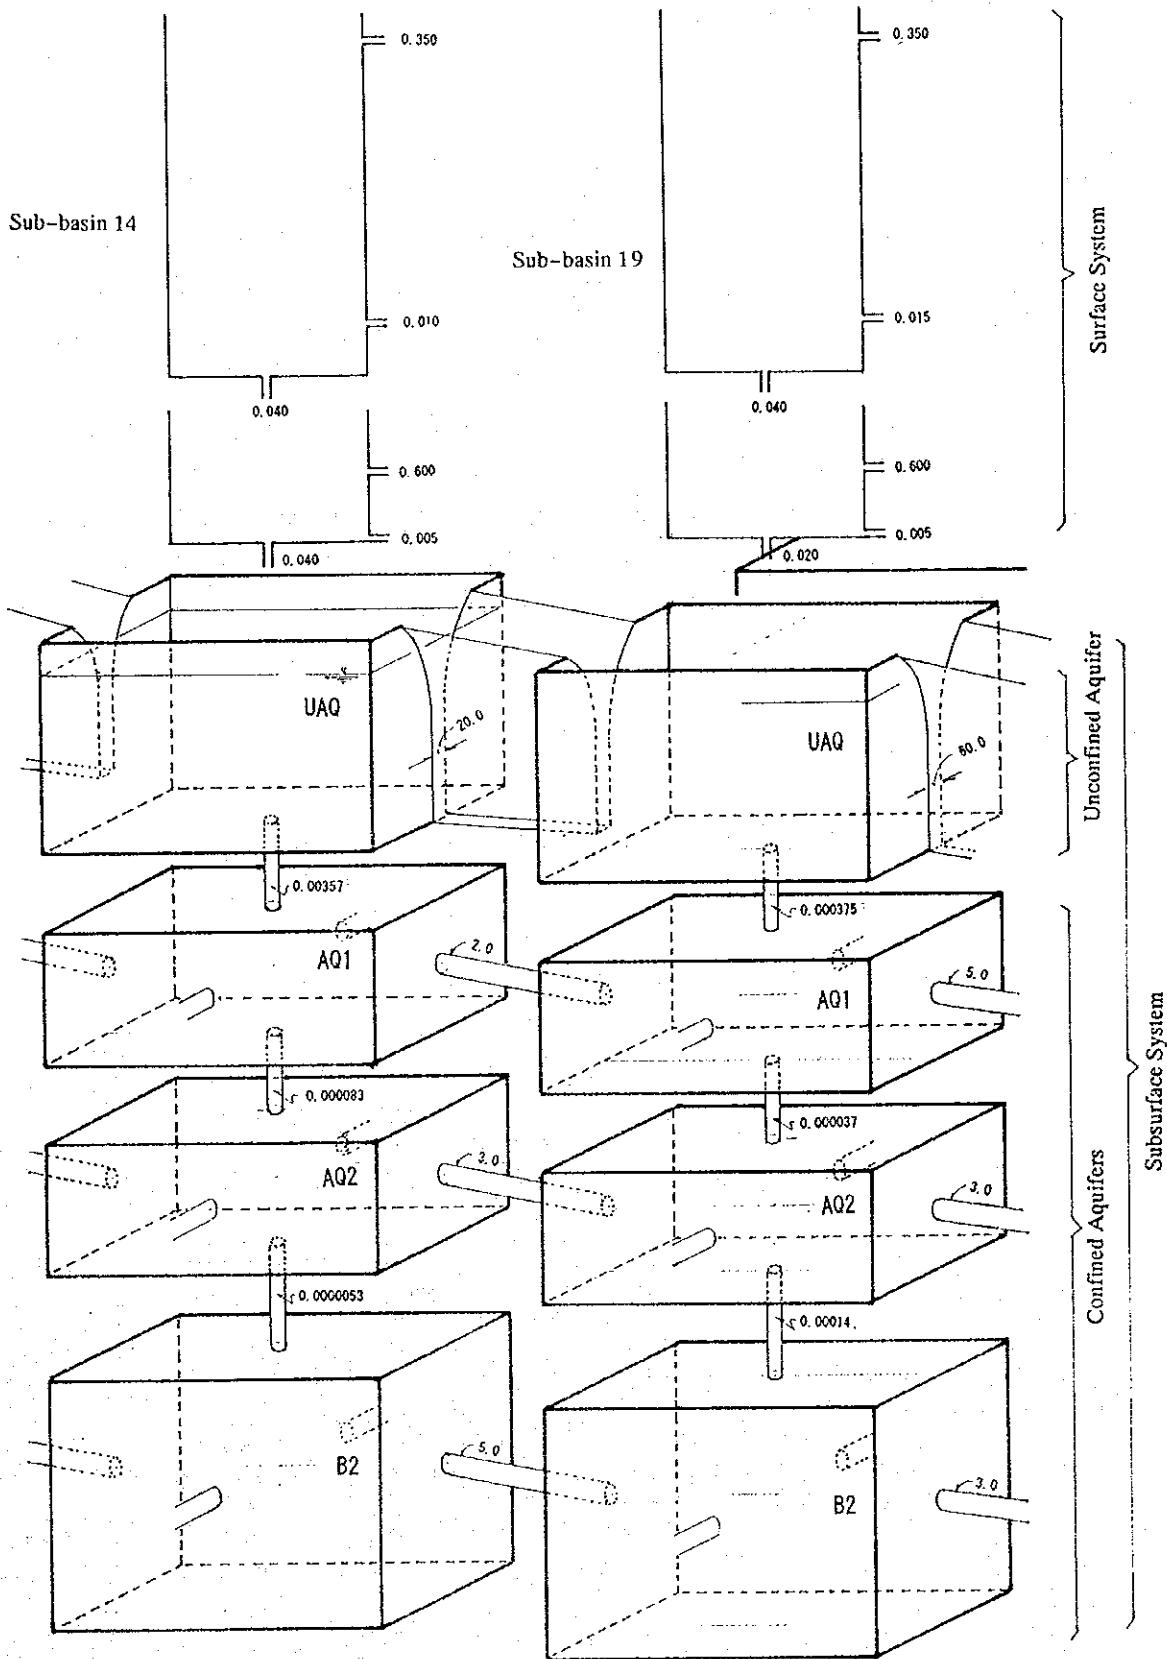 0.350
0.350
Sub-basin 14
Sub-basin 19
0.010
0.015
0.040
0.040
0.600
0.600
0.005
0.005
0.040
0.020
Surface System
UAQ
20.0
UAQ
60.0
Unconfined Aquifer
0.00357
0.000375
AQ1
2.0
AQ1
5.0
0.000083
0.000037
AQ2
3.0
AQ2
3.0
0.0000053
0.00014
B2
5.0
B2
3.0
Confined Aquifers
Subsurface System